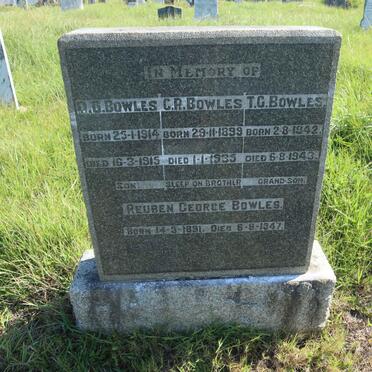 IN MEMORY OF
BOWLES. C.R. BOWLES T.G. BOWLES.
BORN 25-1-1914 BORN 29-11-1899 BORN 2-8-1942.
DIED 16-3-1915 DIED 1-1-1935 DIED 6-8-1943.
SON SLEEP ON BROTHER GRAND-SON.
REUBEN GEORGE BOWLES.
BORN 14-9-1891. DIED 6-8-1947.